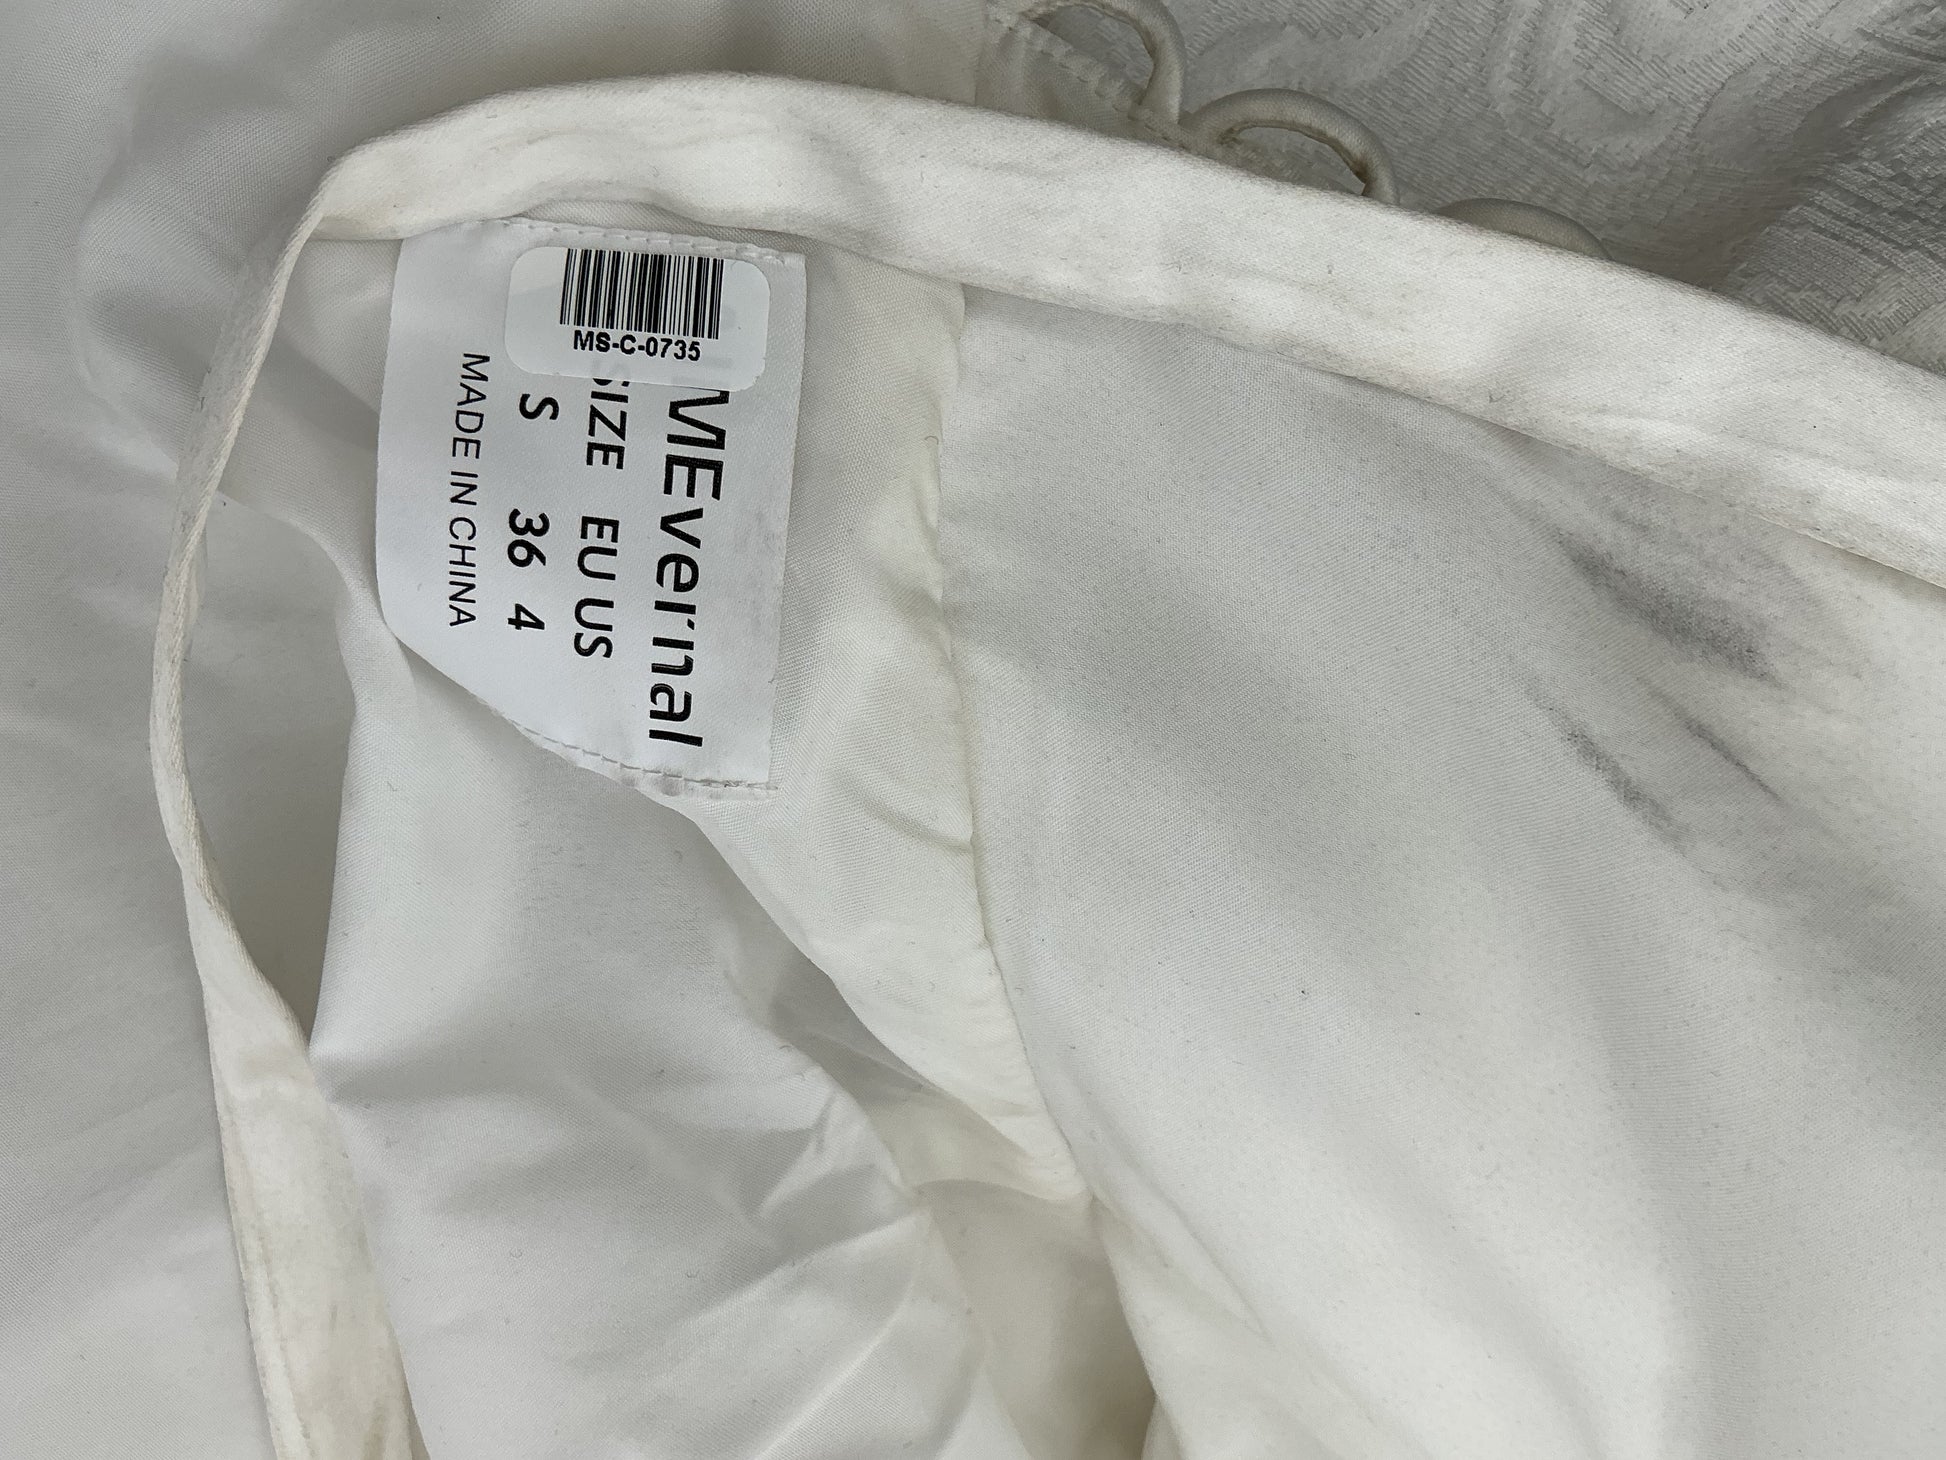 MS-C-0735
MEvernal
SIZE EU US
S 36 4
MADE IN CHINA